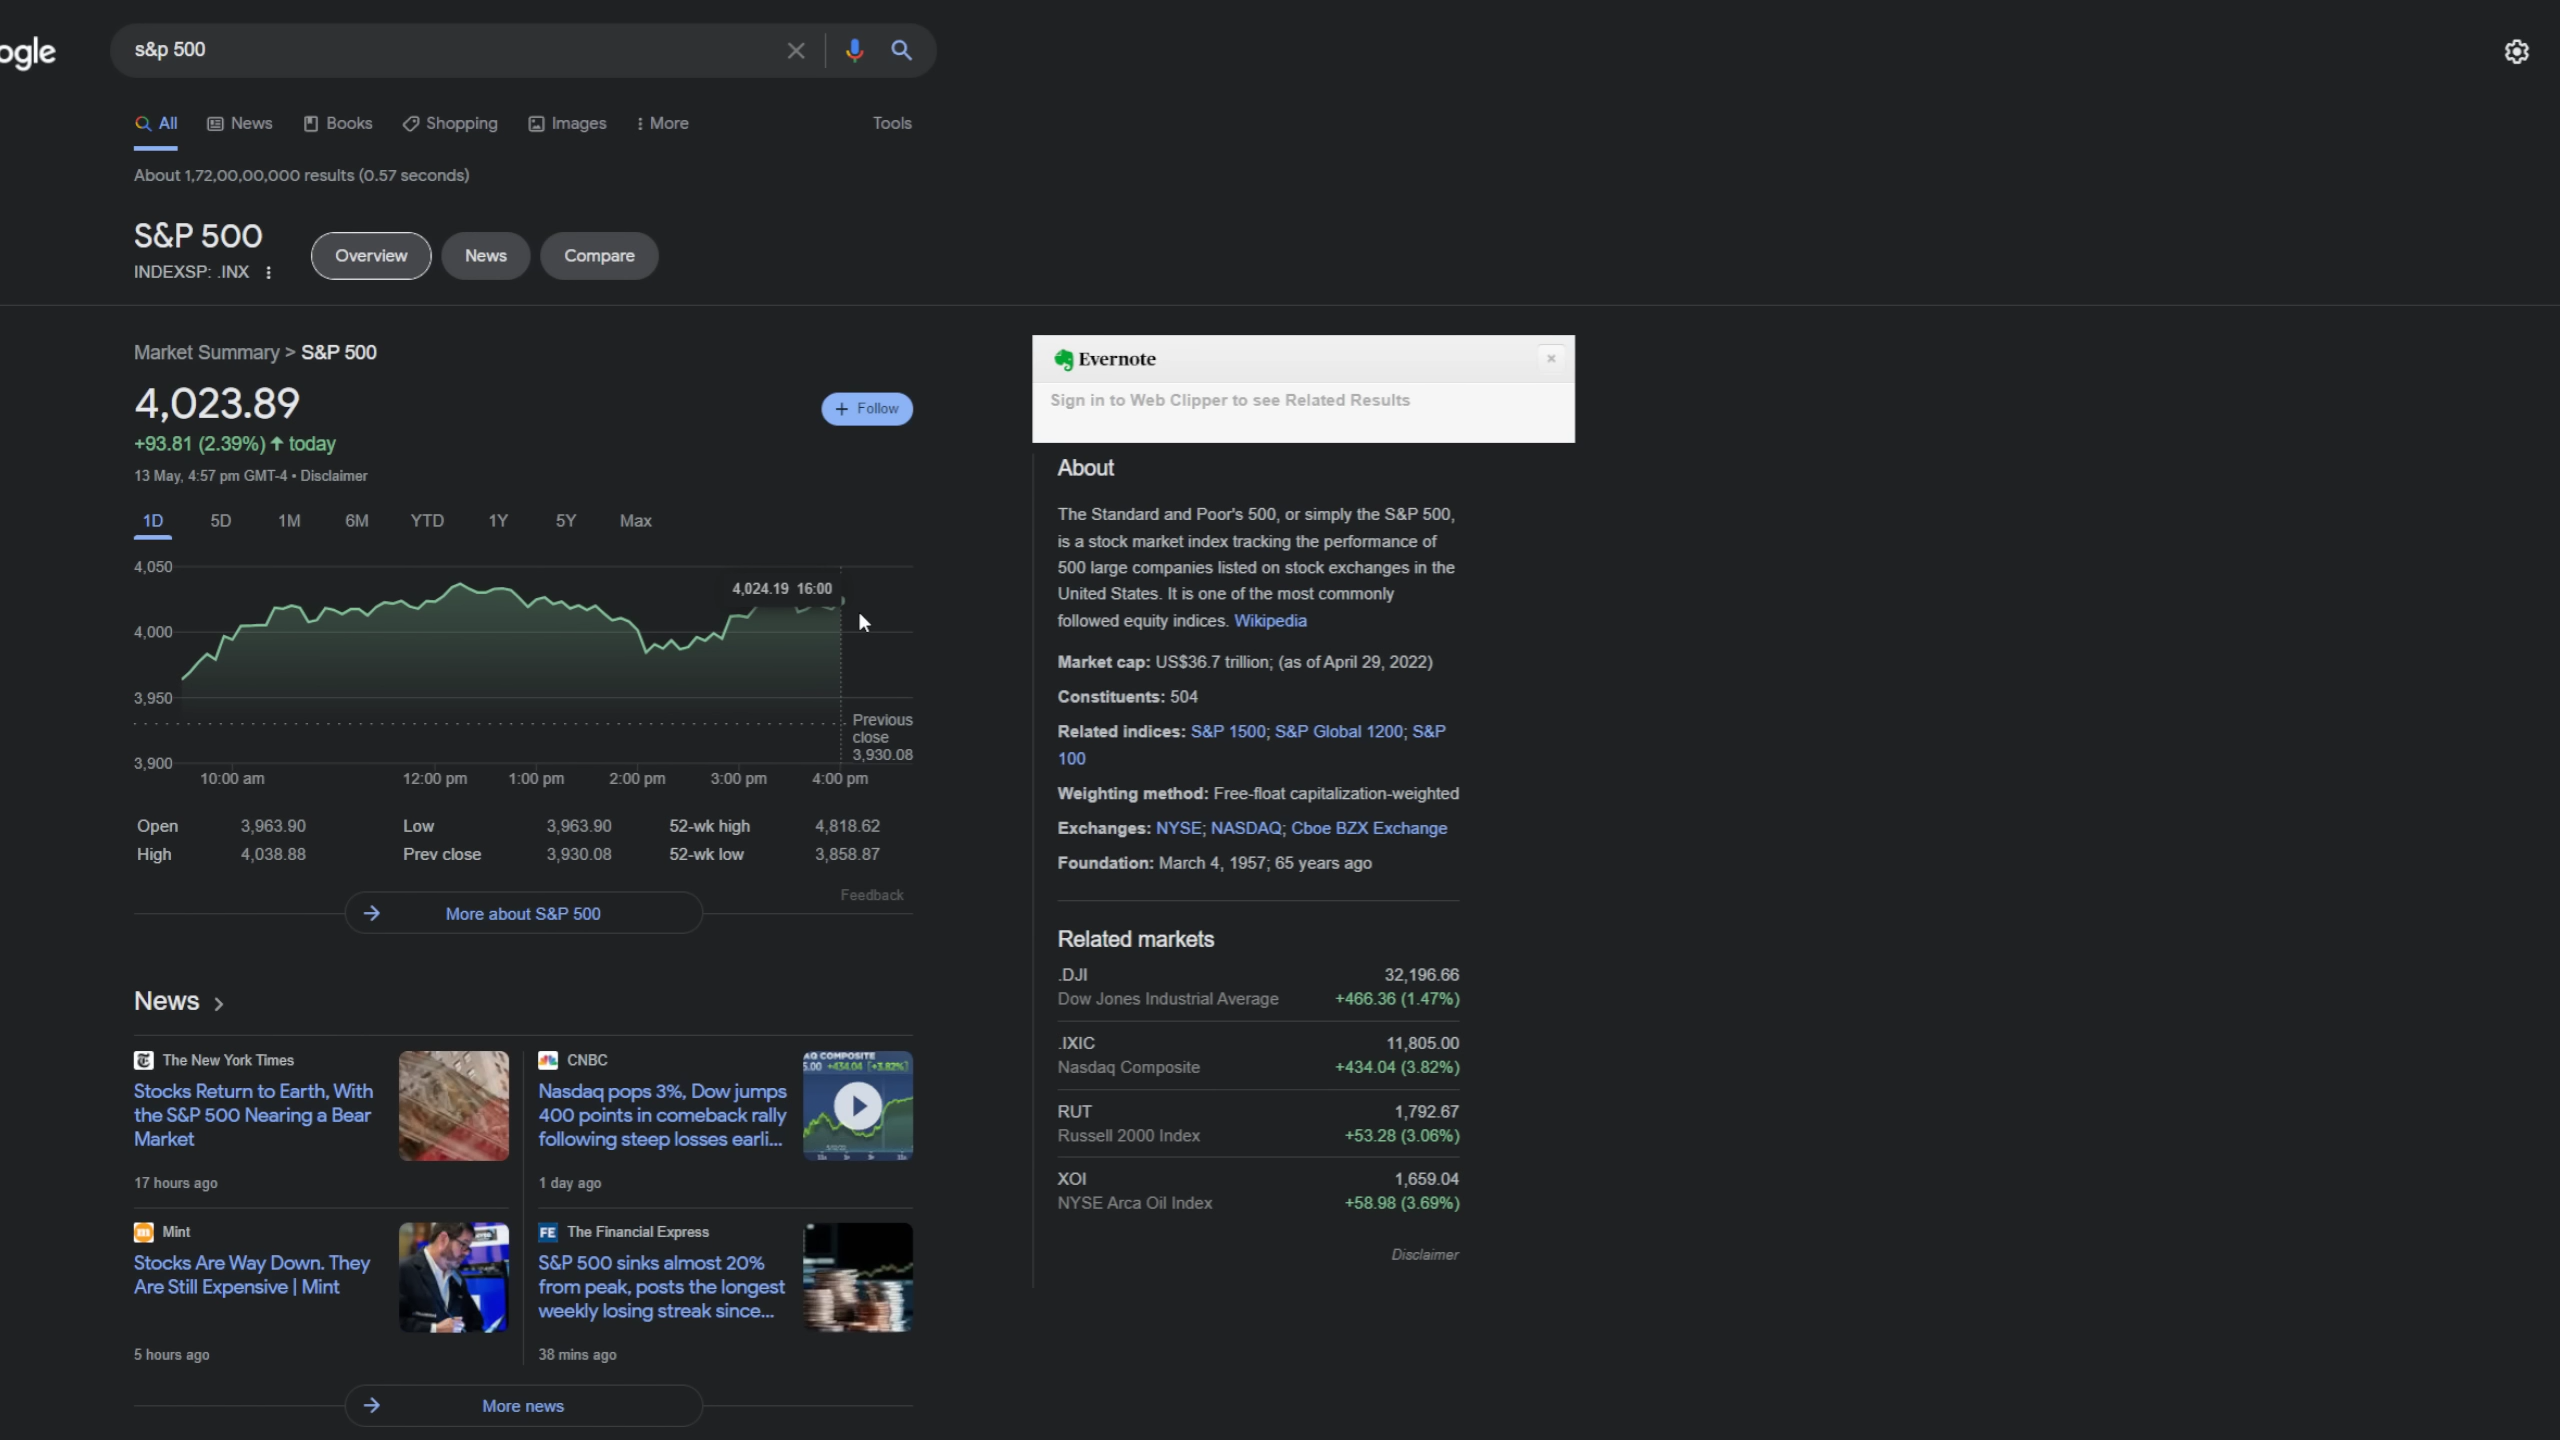 ogle
s&p 500
All News Books Shopping Images More Tools
About 1,72,00,00,000 results (0.57 seconds)
S&P 500
INDEXSP: .INX
Overview News Compare
Market Summary > S&P 500
4,023.89
+ Follow
+93.81 (2.39%) ↑ today
13 May, 4:57 pm GMT-4 • Disclaimer
1D 5D 1M 6M YTD 1Y 5Y Max
4,050
4,024.19 16:00
4,000
3,950
Previous
close
3,930.08
3,900
10:00 am 12:00 pm 1:00 pm 2:00 pm 3:00 pm 4:00 pm
Open 3,963.90 Low 3,963.90 52-wk high 4,818.62
High 4,038.88 Prev close 3,930.08 52-wk low 3,858.87
Feedback
More about S&P 500
News >
The New York Times
Stocks Return to Earth, With
the S&P 500 Nearing a Bear
Market
17 hours ago
CNBC
Nasdaq pops 3%, Dow jumps
400 points in comeback rally
following steep losses earli...
1 day ago
AQ COMPOSITE
5.00 +434.04 [+3.82%]
Mint
Stocks Are Way Down. They
Are Still Expensive | Mint
5 hours ago
FE The Financial Express
S&P 500 sinks almost 20%
from peak, posts the longest
weekly losing streak since...
38 mins ago
More news
Evernote
Sign in to Web Clipper to see Related Results
About
The Standard and Poor's 500, or simply the S&P 500,
is a stock market index tracking the performance of
500 large companies listed on stock exchanges in the
United States. It is one of the most commonly
followed equity indices. Wikipedia
Market cap: US$36.7 trillion; (as of April 29, 2022)
Constituents: 504
Related indices: S&P 1500; S&P Global 1200; S&P
100
Weighting method: Free-float capitalization-weighted
Exchanges: NYSE; NASDAQ; Cboe BZX Exchange
Foundation: March 4, 1957; 65 years ago
Related markets
.DJI 32,196.66
Dow Jones Industrial Average +466.36 (1.47%)
.IXIC 11,805.00
Nasdaq Composite +434.04 (3.82%)
RUT 1,792.67
Russell 2000 Index +53.28 (3.06%)
XOI 1,659.04
NYSE Arca Oil Index +58.98 (3.69%)
Disclaimer